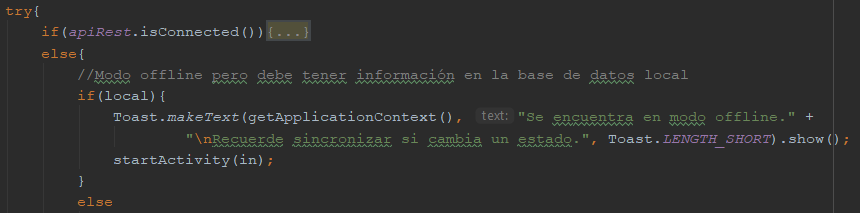 try{
if(apiRest.isConnected()){...}
else{
//Modo offline pero debe tener información en la base de datos local
if(local){
Toast.makeText(getApplicationContext(), text: "Se encuentra en modo offline." +
"\nRecuerde sincronizar si cambia un estado.", Toast.LENGTH_SHORT).show();
startActivity(in);
}
else